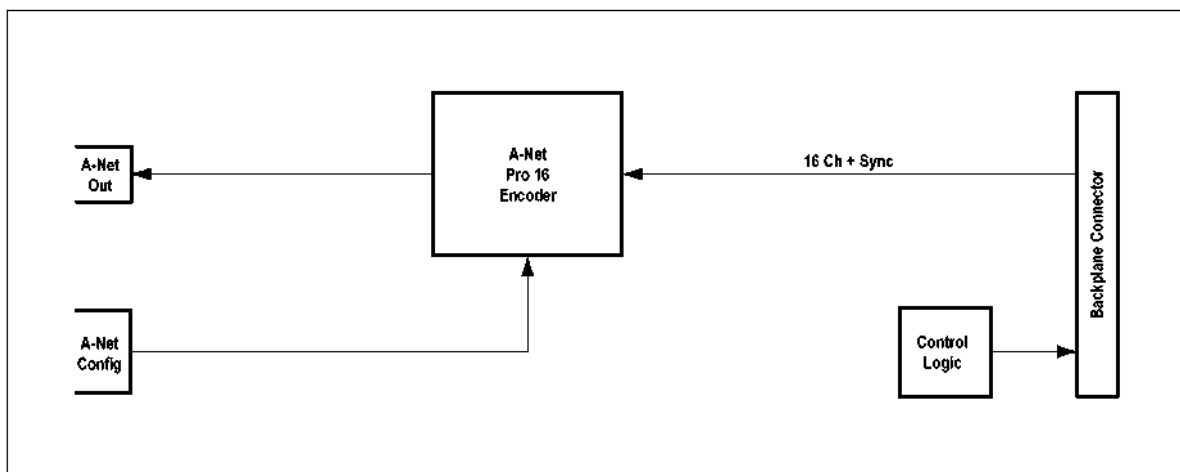 A-Net
Out
A-Net
Pro 16
Encoder
16 Ch + Sync
Backplane Connector
A-Net
Config
Control
Logic